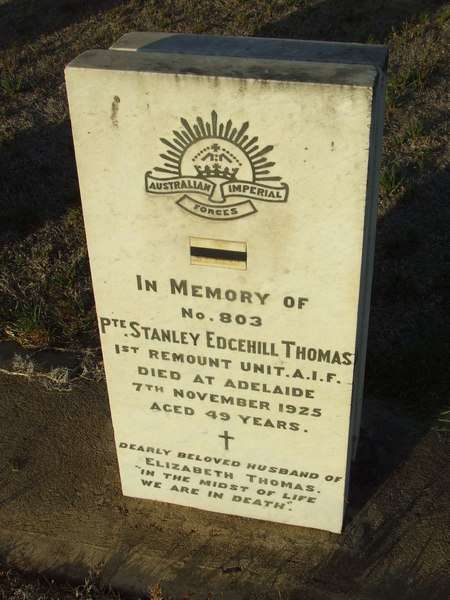 AUSTRALIAN IMPERIAL
FORCES
IN MEMORY OF
NO. 803
PTE. STANLEY EDGEHILL THOMAS
1ST REMOUNT UNIT. A.I.F.
DIED AT ADELAIDE
7TH NOVEMBER 1925
AGED 49 YEARS.
DEARLY BELOVED HUSBAND OF
ELIZABETH THOMAS.
"IN THE MIDST OF LIFE
WE ARE IN DEATH".